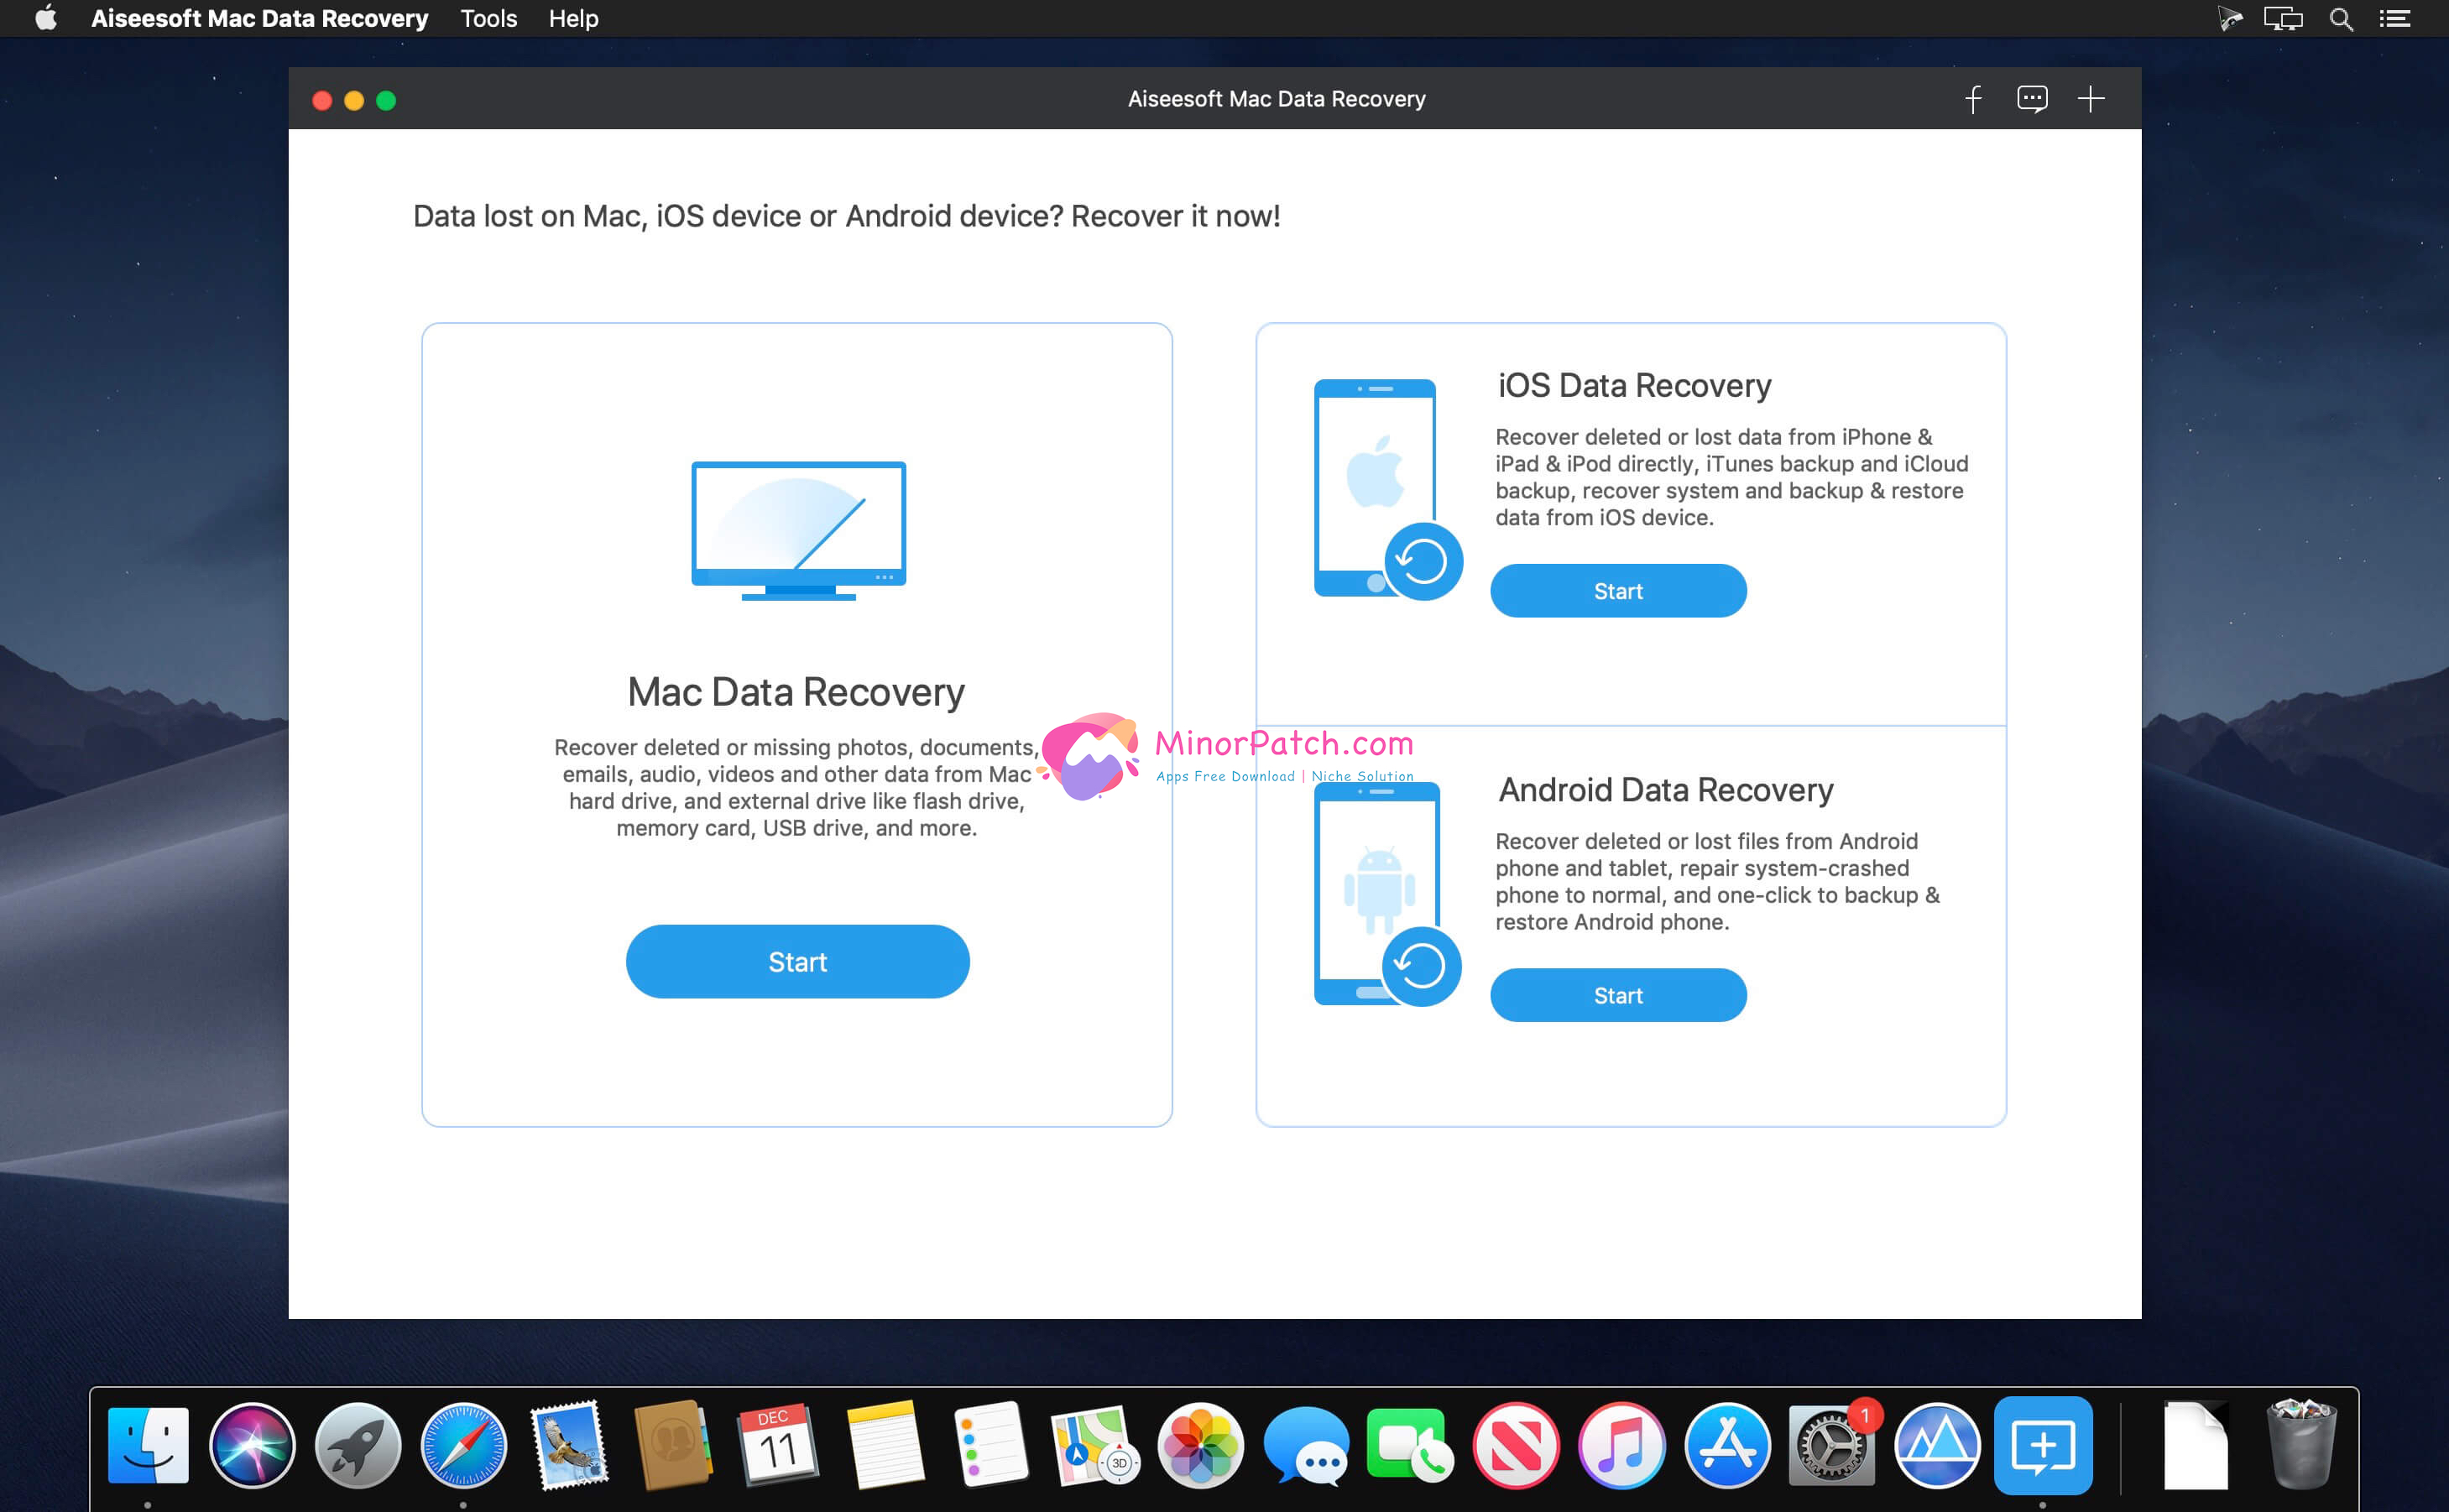 Aiseesoft Mac Data Recovery Tools Help
Aiseesoft Mac Data Recovery
Data lost on Mac, iOS device or Android device? Recover it now!
Mac Data Recovery
Recover deleted or missing photos, documents,
emails, audio, videos and other data from Mac
hard drive, and external drive like flash drive,
memory card, USB drive, and more.
Start
iOS Data Recovery
Recover deleted or lost data from iPhone &
iPad & iPod directly, iTunes backup and iCloud
backup, recover system and backup & restore
data from iOS device.
Start
MinorPatch.com
Apps Free Download | Niche Solution
Android Data Recovery
Recover deleted or lost files from Android
phone and tablet, repair system-crashed
phone to normal, and one-click to backup &
restore Android phone.
Start
DEC
11
3D
1